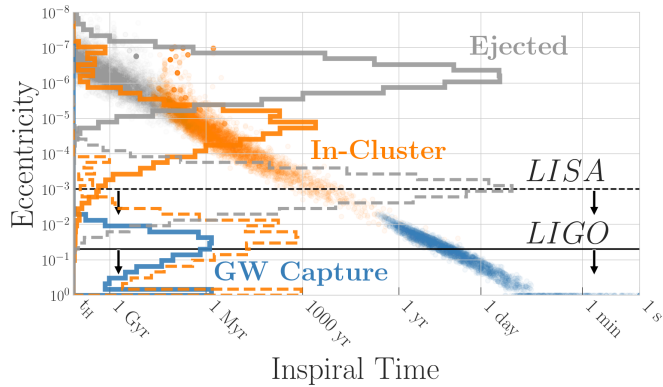 10⁻⁸
10⁻⁷
10⁻⁶
10⁻⁵
10⁻⁴
10⁻³
10⁻²
10⁻¹
10⁰
Eccentricity
Ejected
In-Cluster
LISA
LIGO
GW Capture
t_H
1 Gyr
1 Myr
1000 yr
1 yr
1 day
1 min
1 s
Inspiral Time